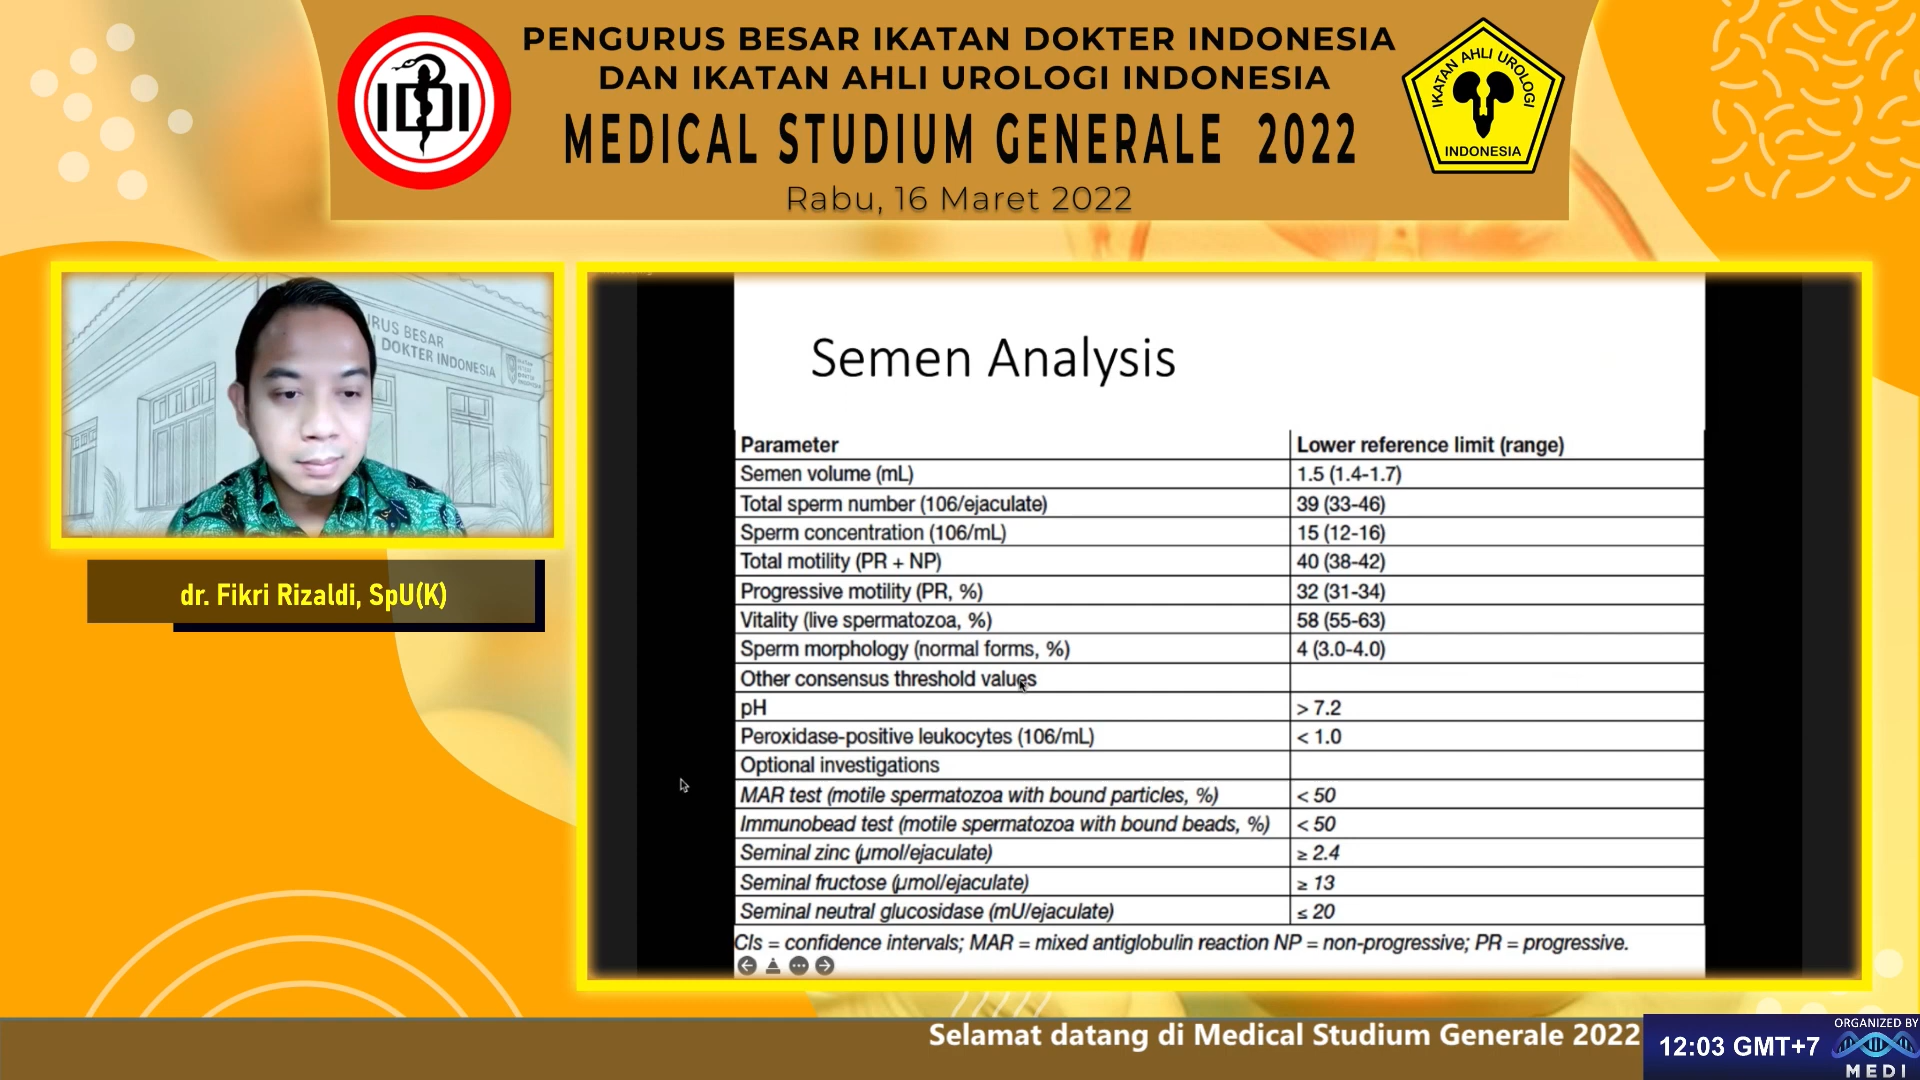 PENGURUS BESAR IKATAN DOKTER INDONESIA
DAN IKATAN AHLI UROLOGI INDONESIA
MEDICAL STUDIUM GENERALE 2022
Rabu, 16 Maret 2022
IDI
IKATAN AHLI UROLOGI
INDONESIA
URUS BESAR
DOKTER INDONESIA
dr. Fikri Rizaldi, SpU(K)
Semen Analysis
Parameter Lower reference limit (range)
Semen volume (mL) 1.5 (1.4-1.7)
Total sperm number (106/ejaculate) 39 (33-46)
Sperm concentration (106/mL) 15 (12-16)
Total motility (PR + NP) 40 (38-42)
Progressive motility (PR, %) 32 (31-34)
Vitality (live spermatozoa, %) 58 (55-63)
Sperm morphology (normal forms, %) 4 (3.0-4.0)
Other consensus threshold values
pH > 7.2
Peroxidase-positive leukocytes (106/mL) < 1.0
Optional investigations
MAR test (motile spermatozoa with bound particles, %) < 50
Immunobead test (motile spermatozoa with bound beads, %) < 50
Seminal zinc (µmol/ejaculate) ≥ 2.4
Seminal fructose (µmol/ejaculate) ≥ 13
Seminal neutral glucosidase (mU/ejaculate) ≤ 20
CIs = confidence intervals; MAR = mixed antiglobulin reaction NP = non-progressive; PR = progressive.
Selamat datang di Medical Studium Generale 2022
12:03 GMT+7
ORGANIZED BY
MEDI